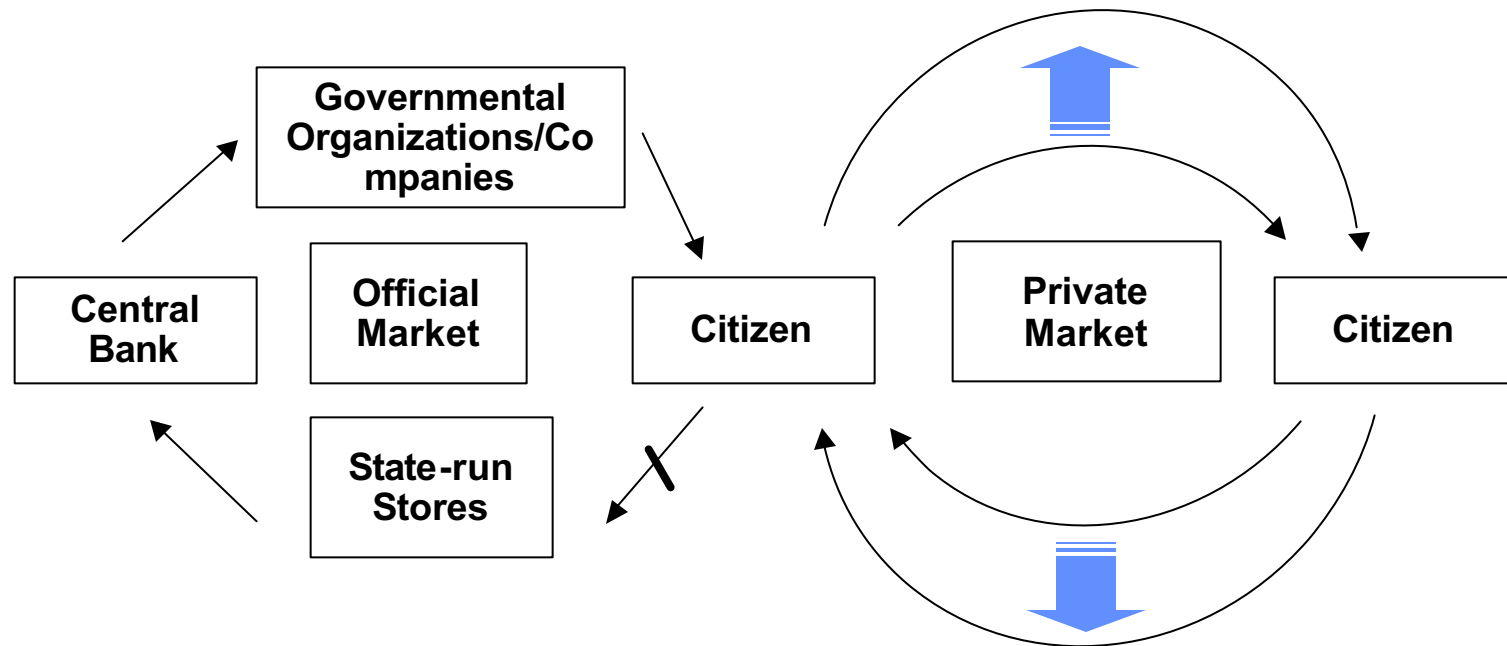 Governmental
Organizations/Co
mpanies
Central
Bank
Official
Market
Citizen
Private
Market
Citizen
State-run
Stores